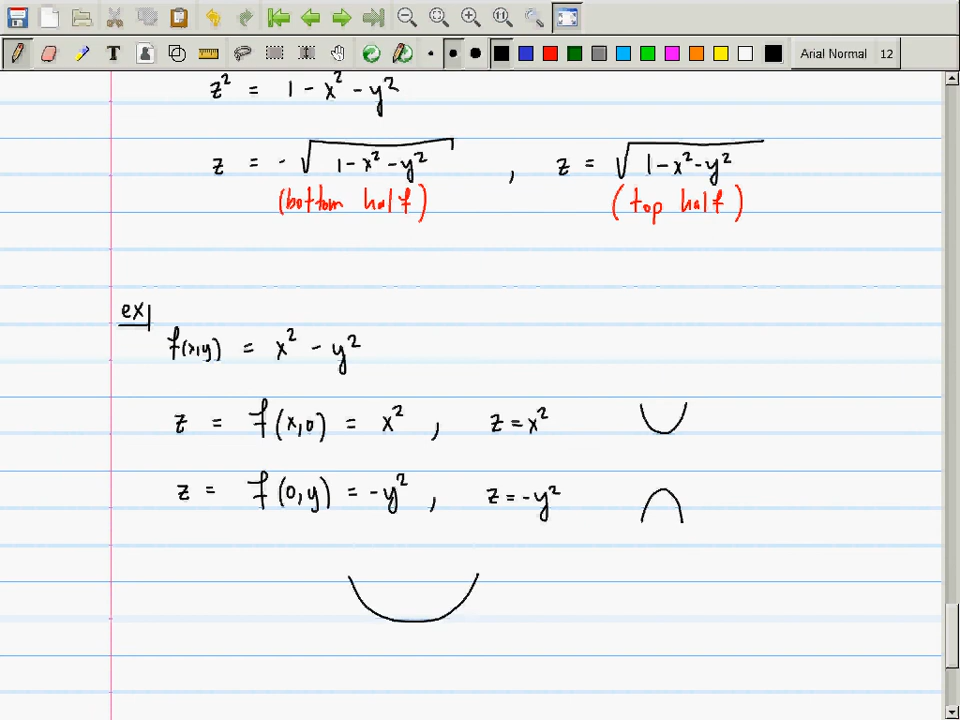 Arial Normal 12
z² = 1 - x² - y²
z = - √(1 - x² - y²) , z = √(1 - x² - y²)
(bottom half) (top half)
ex
f(x,y) = x² - y²
z = f(x,0) = x² , z = x²
z = f(0,y) = -y² , z = -y²